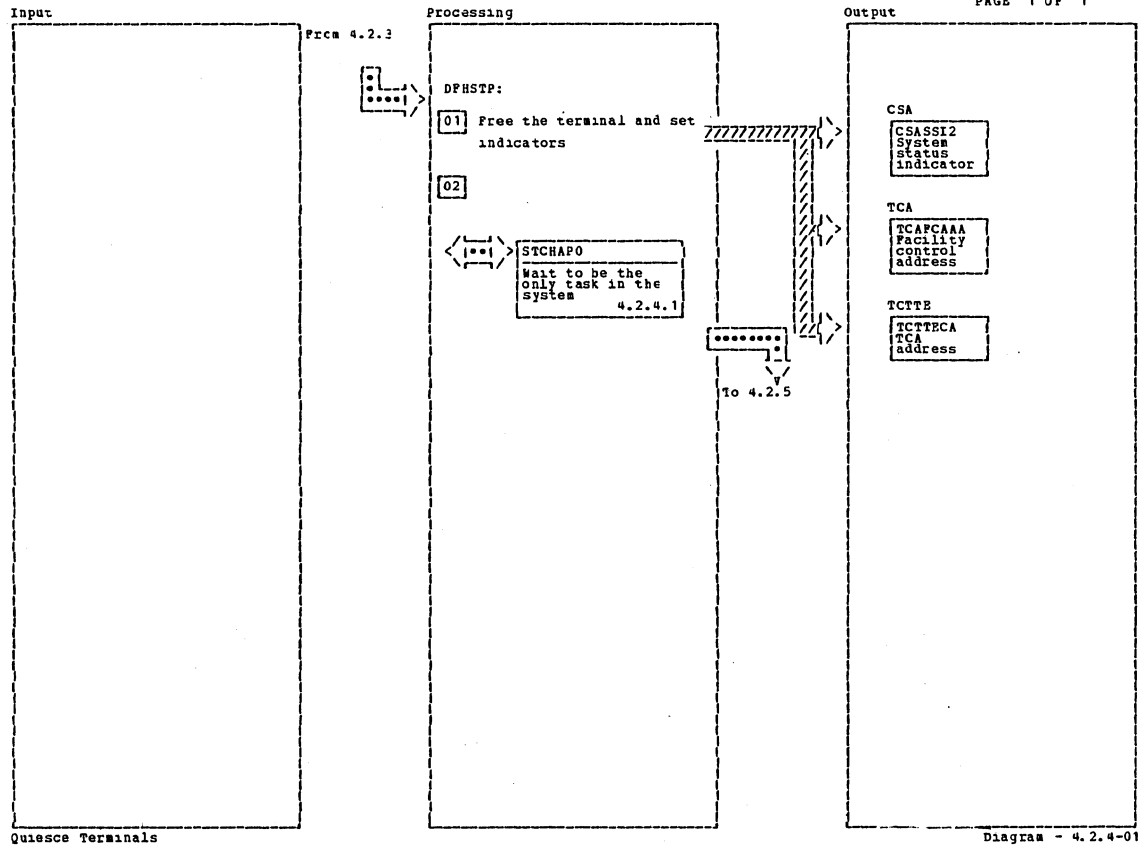 PAGE 1 OF 1
Input
Processing
Output
From 4.2.3
DFHSTP:
01 Free the terminal and set
indicators
02
STCHAP0
Wait to be the
only task in the
system
4.2.4.1
To 4.2.5
CSA
CSASSI2
System
status
indicator
TCA
TCAFCAAA
Facility
control
address
TCTTE
TCTTECA
TCA
address
Quiesce Terminals
Diagram - 4.2.4-01